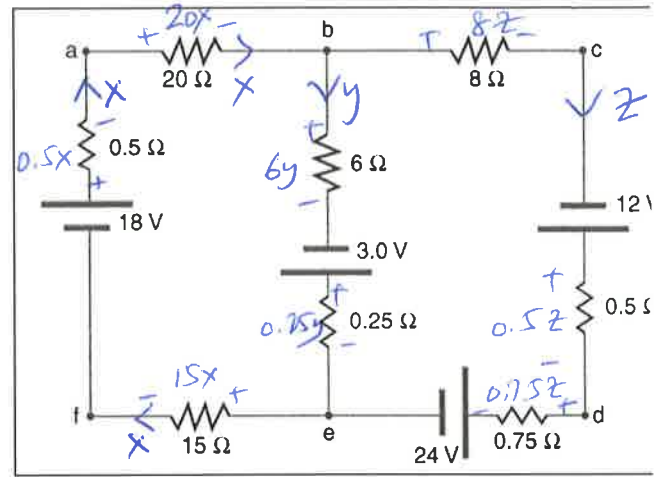 20x
b
8z
a
+
-
+
-
c
20 Ω
x
8 Ω
x
y
z
-
0.5x
0.5 Ω
+
+
6y
6 Ω
-
12 V
18 V
3.0 V
+
+
0.25y
0.25 Ω
0.5z
0.5 Ω
-
-
15x
+
-
0.75z
-
+
f
x
15 Ω
e
24 V
0.75 Ω
d